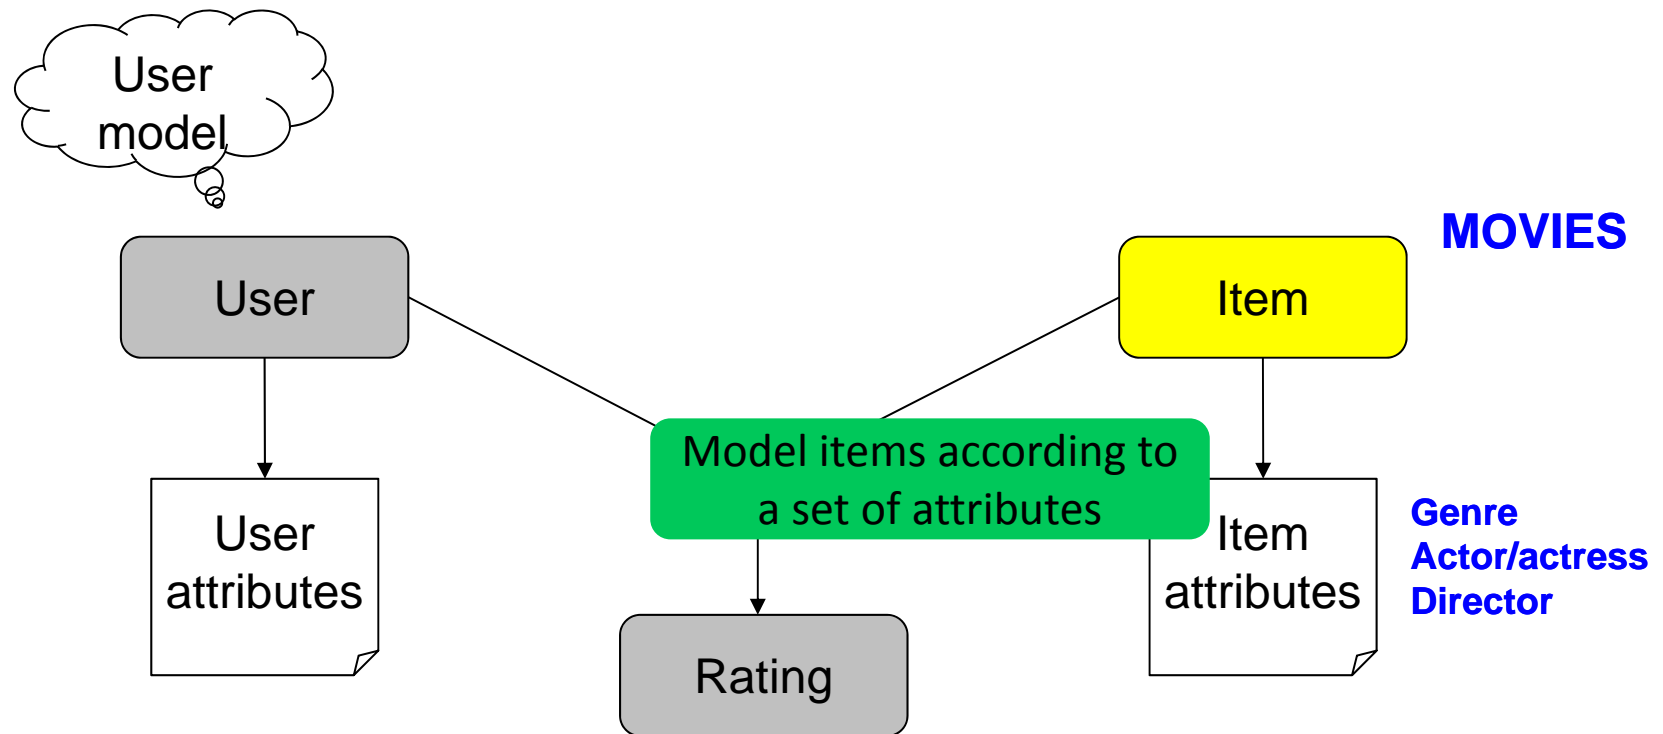 User
model
MOVIES
User
Item
Model items according to
a set of attributes
User
attributes
Item
attributes
Genre
Actor/actress
Director
Rating